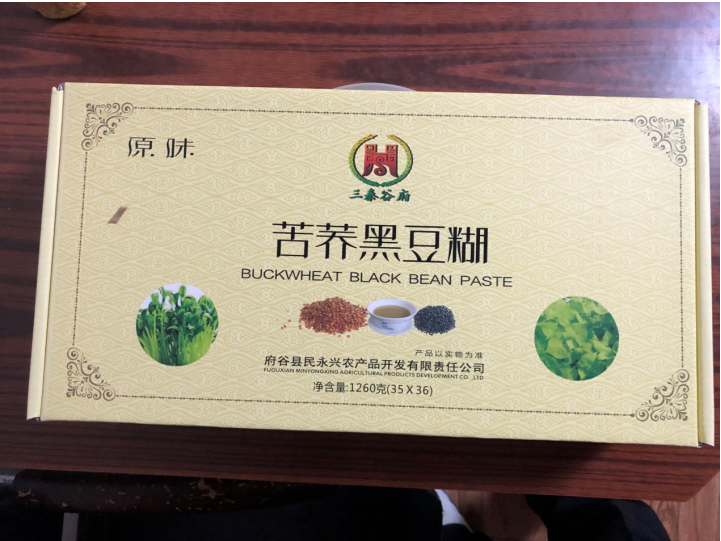 原味
三秦谷府
苦荞黑豆糊
BUCKWHEAT BLACK BEAN PASTE
产品以实物为准
府谷县民永兴农产品开发有限责任公司
FUGUXIAN MINYONGXING AGRICULTURAL PRODUCTS DEVELOPMENT CO.,LTD
净含量:1260克(35X36)